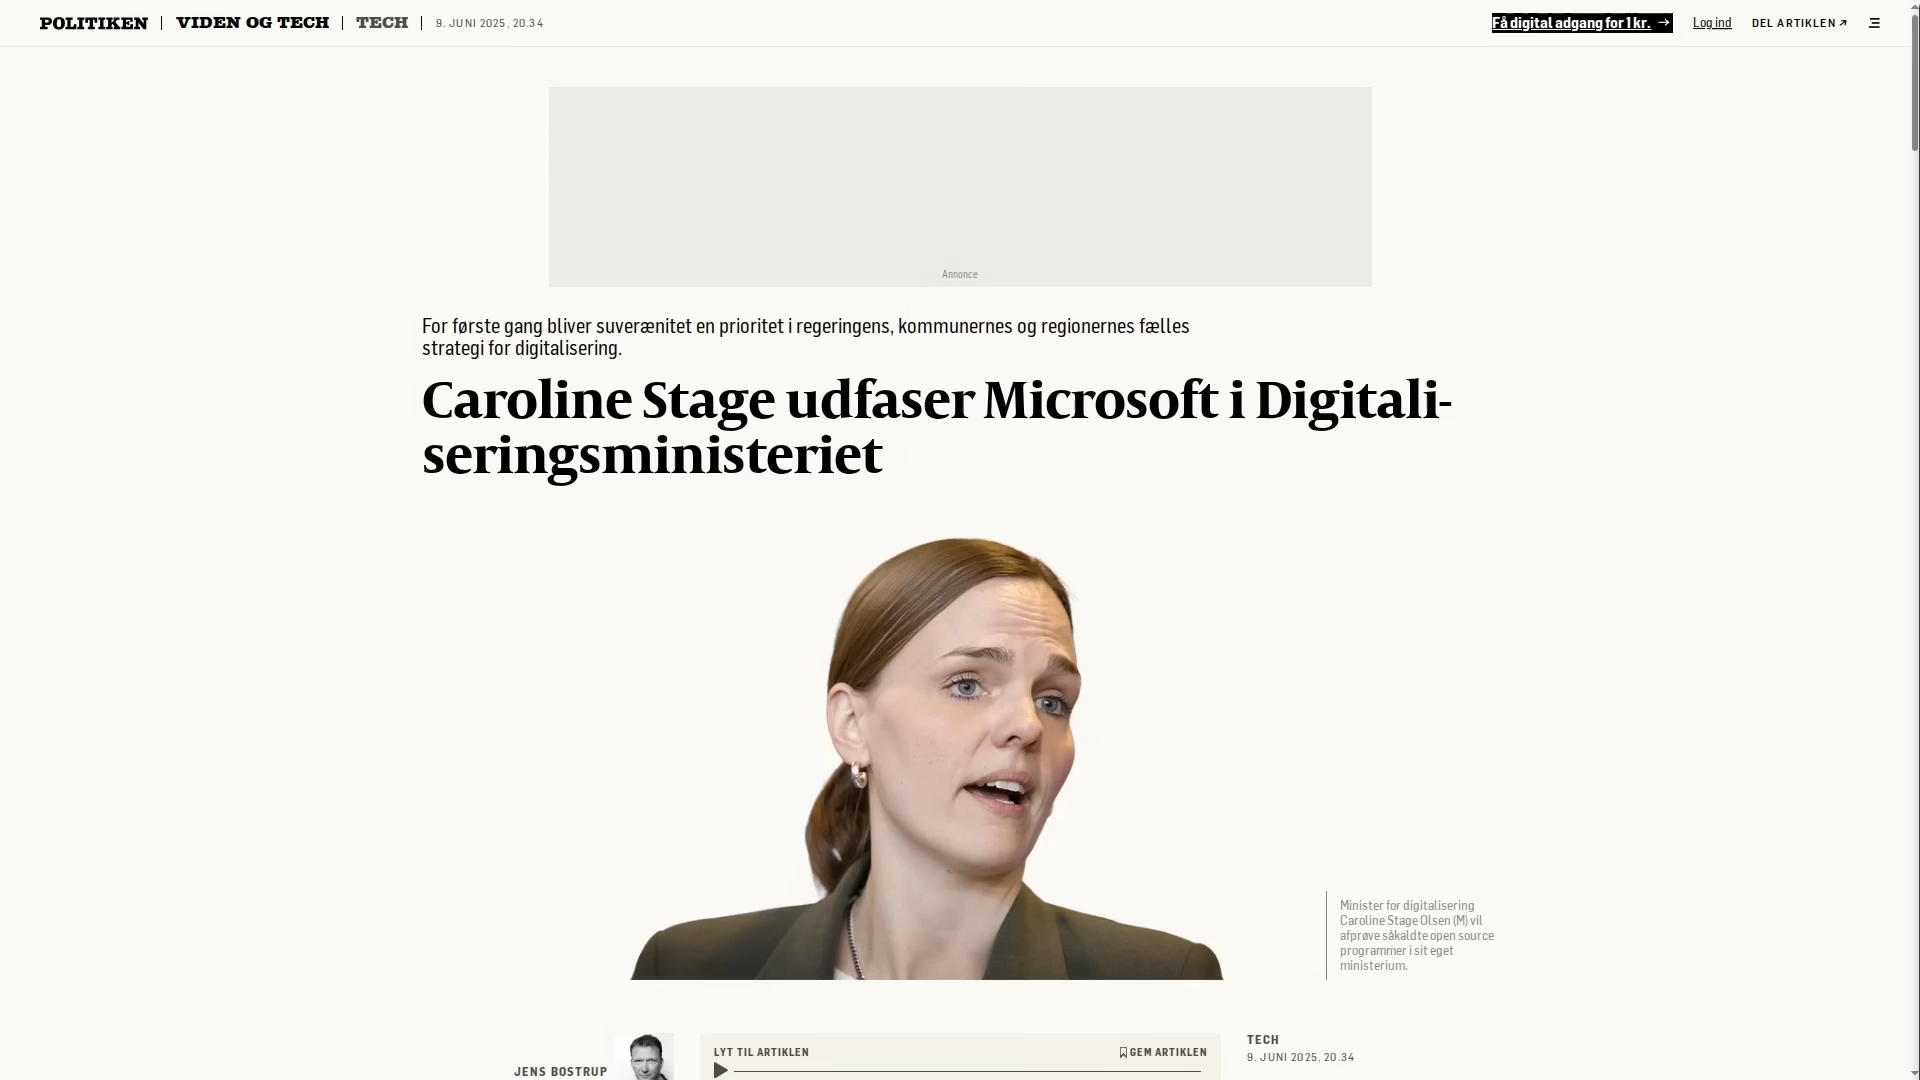 POLITIKEN | VIDEN OG TECH | TECH | 9. JUNI 2025, 20.34
Få digital adgang for 1 kr. → Log ind DEL ARTIKLEN ↗
Annonce
For første gang bliver suverænitet en prioritet i regeringens, kommunernes og regionernes fælles
strategi for digitalisering.
Caroline Stage udfaser Microsoft i Digitali-
seringsministeriet
Minister for digitalisering
Caroline Stage Olsen (M) vil
afprøve såkaldte open source
programmer i sit eget
ministerium.
JENS BOSTRUP
LYT TIL ARTIKLEN
GEM ARTIKLEN
TECH
9. JUNI 2025, 20.34